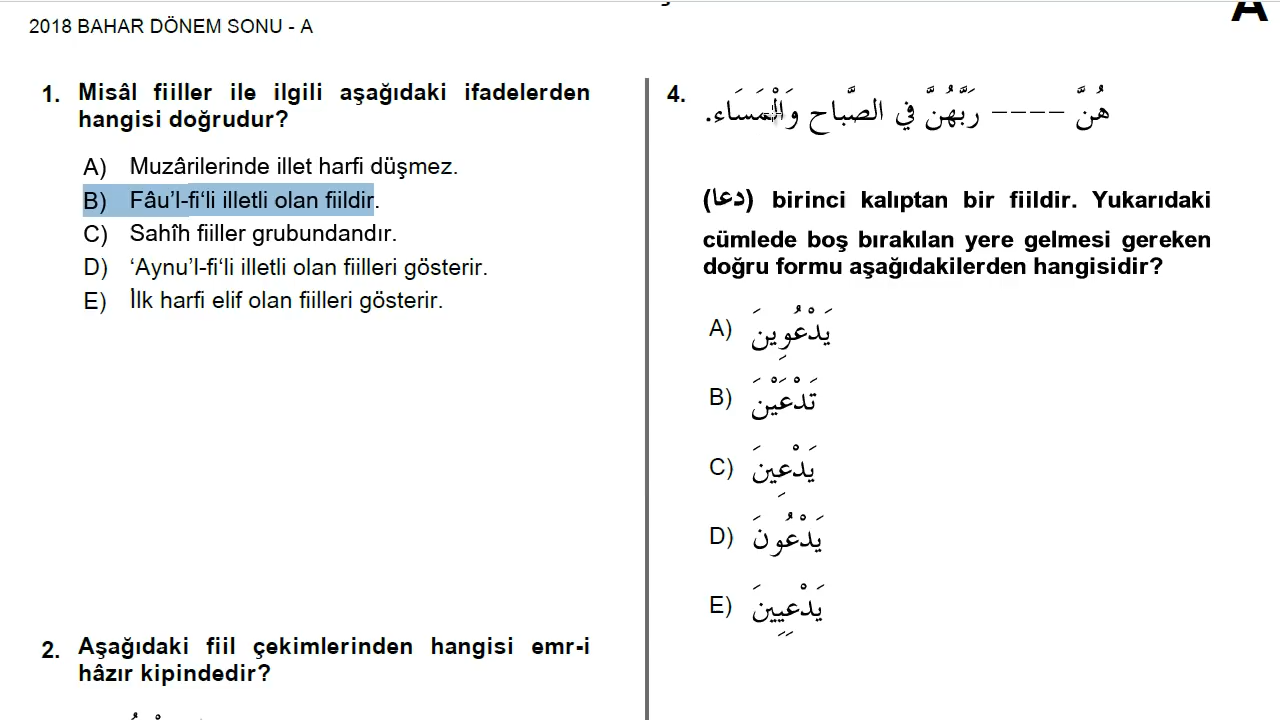 2018 BAHAR DÖNEM SONU - A
A
1. Misâl fiiller ile ilgili aşağıdaki ifadelerden
hangisi doğrudur?
A) Muzârilerinde illet harfi düşmez.
B) Fâu’l-fi‘li illetli olan fiildir.
C) Sahîh fiiller grubundandır.
D) ‘Aynu’l-fi‘li illetli olan fiilleri gösterir.
E) İlk harfi elif olan fiilleri gösterir.
2. Aşağıdaki fiil çekimlerinden hangisi emr-i
hâzır kipindedir?
4. هُنَّ ---- رَبَّهُنَّ فِي الصَّبَاحِ وَالْمَسَاءِ.
(دعا) birinci kalıptan bir fiildir. Yukarıdaki
cümlede boş bırakılan yere gelmesi gereken
doğru formu aşağıdakilerden hangisidir?
A) يَدْعُوِينَ
B) تَدْعَيْنَ
C) يَدْعِينَ
D) يَدْعُونَ
E) يَدْعِيِينَ